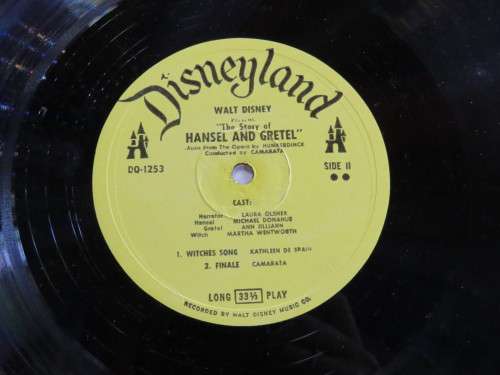 Disneyland
WALT DISNEY
"The Story of
HANSEL AND GRETEL"
Music From The Opera by HUMPERDINCK
Conducted by CAMARATA
DQ-1253
SIDE II
CAST:
Narrator LAURA OLSHER
Hansel MICHAEL DONAHUE
Gretel ANN JILLIANN
Witch MARTHA WENTWORTH
1. WITCHES SONG KATHLEEN DE SPAIN
2. FINALE CAMARATA
LONG 33⅓ PLAY
RECORDED BY WALT DISNEY MUSIC CO.